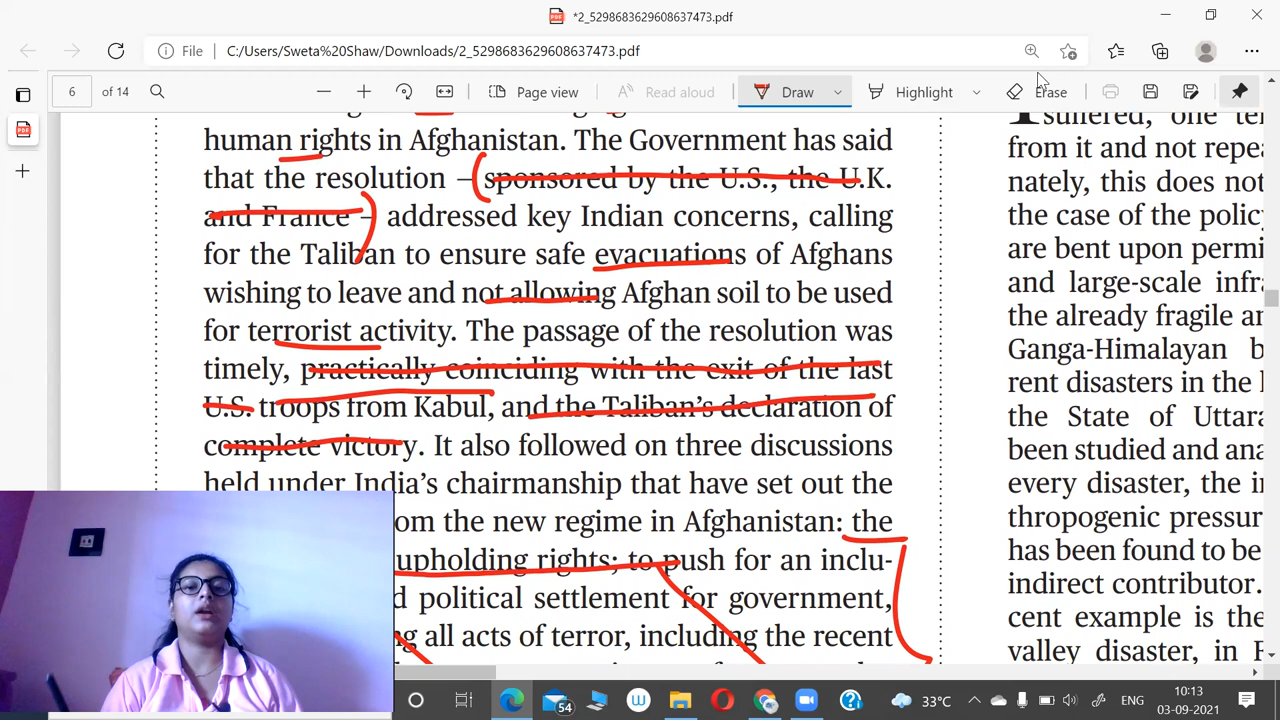 *2_5298683629608637473.pdf
File
C:/Users/Sweta%20Shaw/Downloads/2_5298683629608637473.pdf
6 of 14
Page view
Read aloud
Draw
Highlight
Erase
human rights in Afghanistan. The Government has said
that the resolution – sponsored by the U.S., the U.K.
and France – addressed key Indian concerns, calling
for the Taliban to ensure safe evacuations of Afghans
wishing to leave and not allowing Afghan soil to be used
for terrorist activity. The passage of the resolution was
timely, practically coinciding with the exit of the last
U.S. troops from Kabul, and the Taliban's declaration of
complete victory. It also followed on three discussions
held under India's chairmanship that have set out the
om the new regime in Afghanistan: the
upholding rights; to push for an inclu-
d political settlement for government,
g all acts of terror, including the recent
suffered, one te
from it and not repe
nately, this does not
the case of the policy
are bent upon permi
and large-scale infr
the already fragile a
Ganga-Himalayan b
rent disasters in the
the State of Uttara
been studied and ana
every disaster, the i
thropogenic pressur
has been found to be
indirect contributor.
cent example is the
valley disaster, in
54
33°C
ENG
10:13
03-09-2021